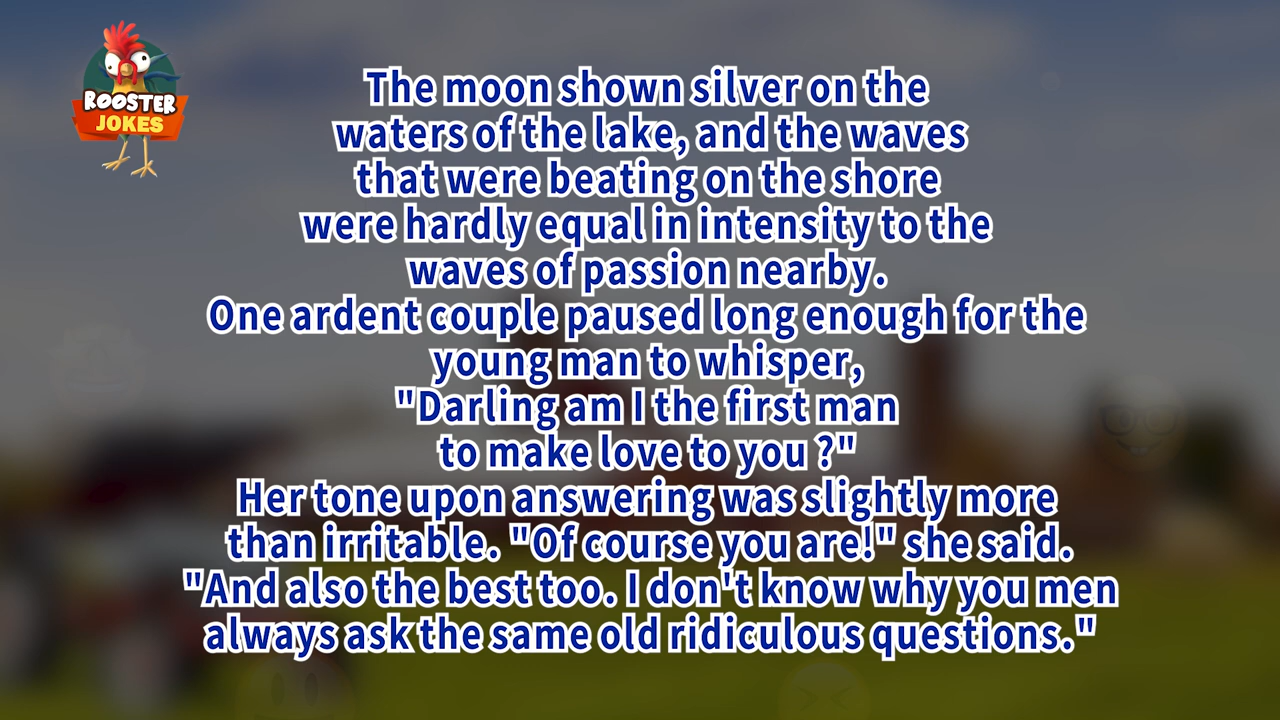 ROOSTER
JOKES
The moon shown silver on the
waters of the lake, and the waves
that were beating on the shore
were hardly equal in intensity to the
waves of passion nearby.
One ardent couple paused long enough for the
young man to whisper,
"Darling am I the first man
to make love to you ?"
Her tone upon answering was slightly more
than irritable. "Of course you are!" she said.
"And also the best too. I don't know why you men
always ask the same old ridiculous questions."